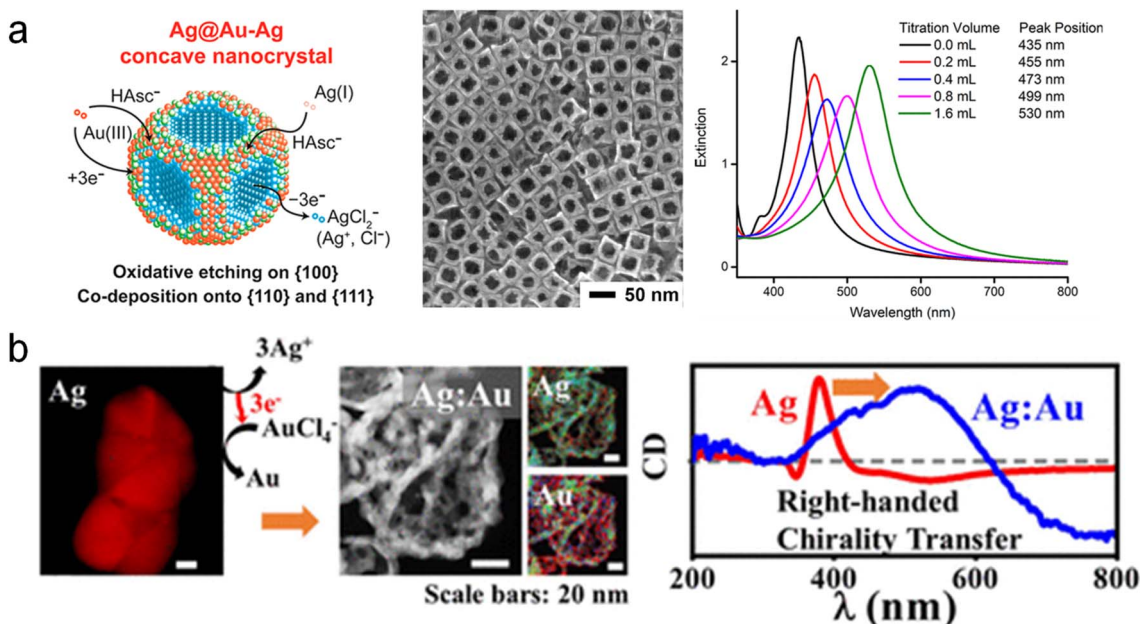 a
Ag@Au-Ag
concave nanocrystal
HAsc⁻
Ag(I)
Au(III)
HAsc⁻
+3e⁻
−3e⁻
AgCl₂⁻
(Ag⁺, Cl⁻)
Oxidative etching on {100}
Co-deposition onto {110} and {111}
50 nm
Titration Volume Peak Position
0.0 mL 435 nm
0.2 mL 455 nm
0.4 mL 473 nm
0.8 mL 499 nm
1.6 mL 530 nm
Extinction
2
1
0
400 500 600 700 800
Wavelength (nm)
b
Ag
3Ag⁺
3e⁻
AuCl₄⁻
Au
Ag:Au
Ag
Au
Scale bars: 20 nm
CD
Ag
Ag:Au
Right-handed
Chirality Transfer
200 400 600 800
λ (nm)